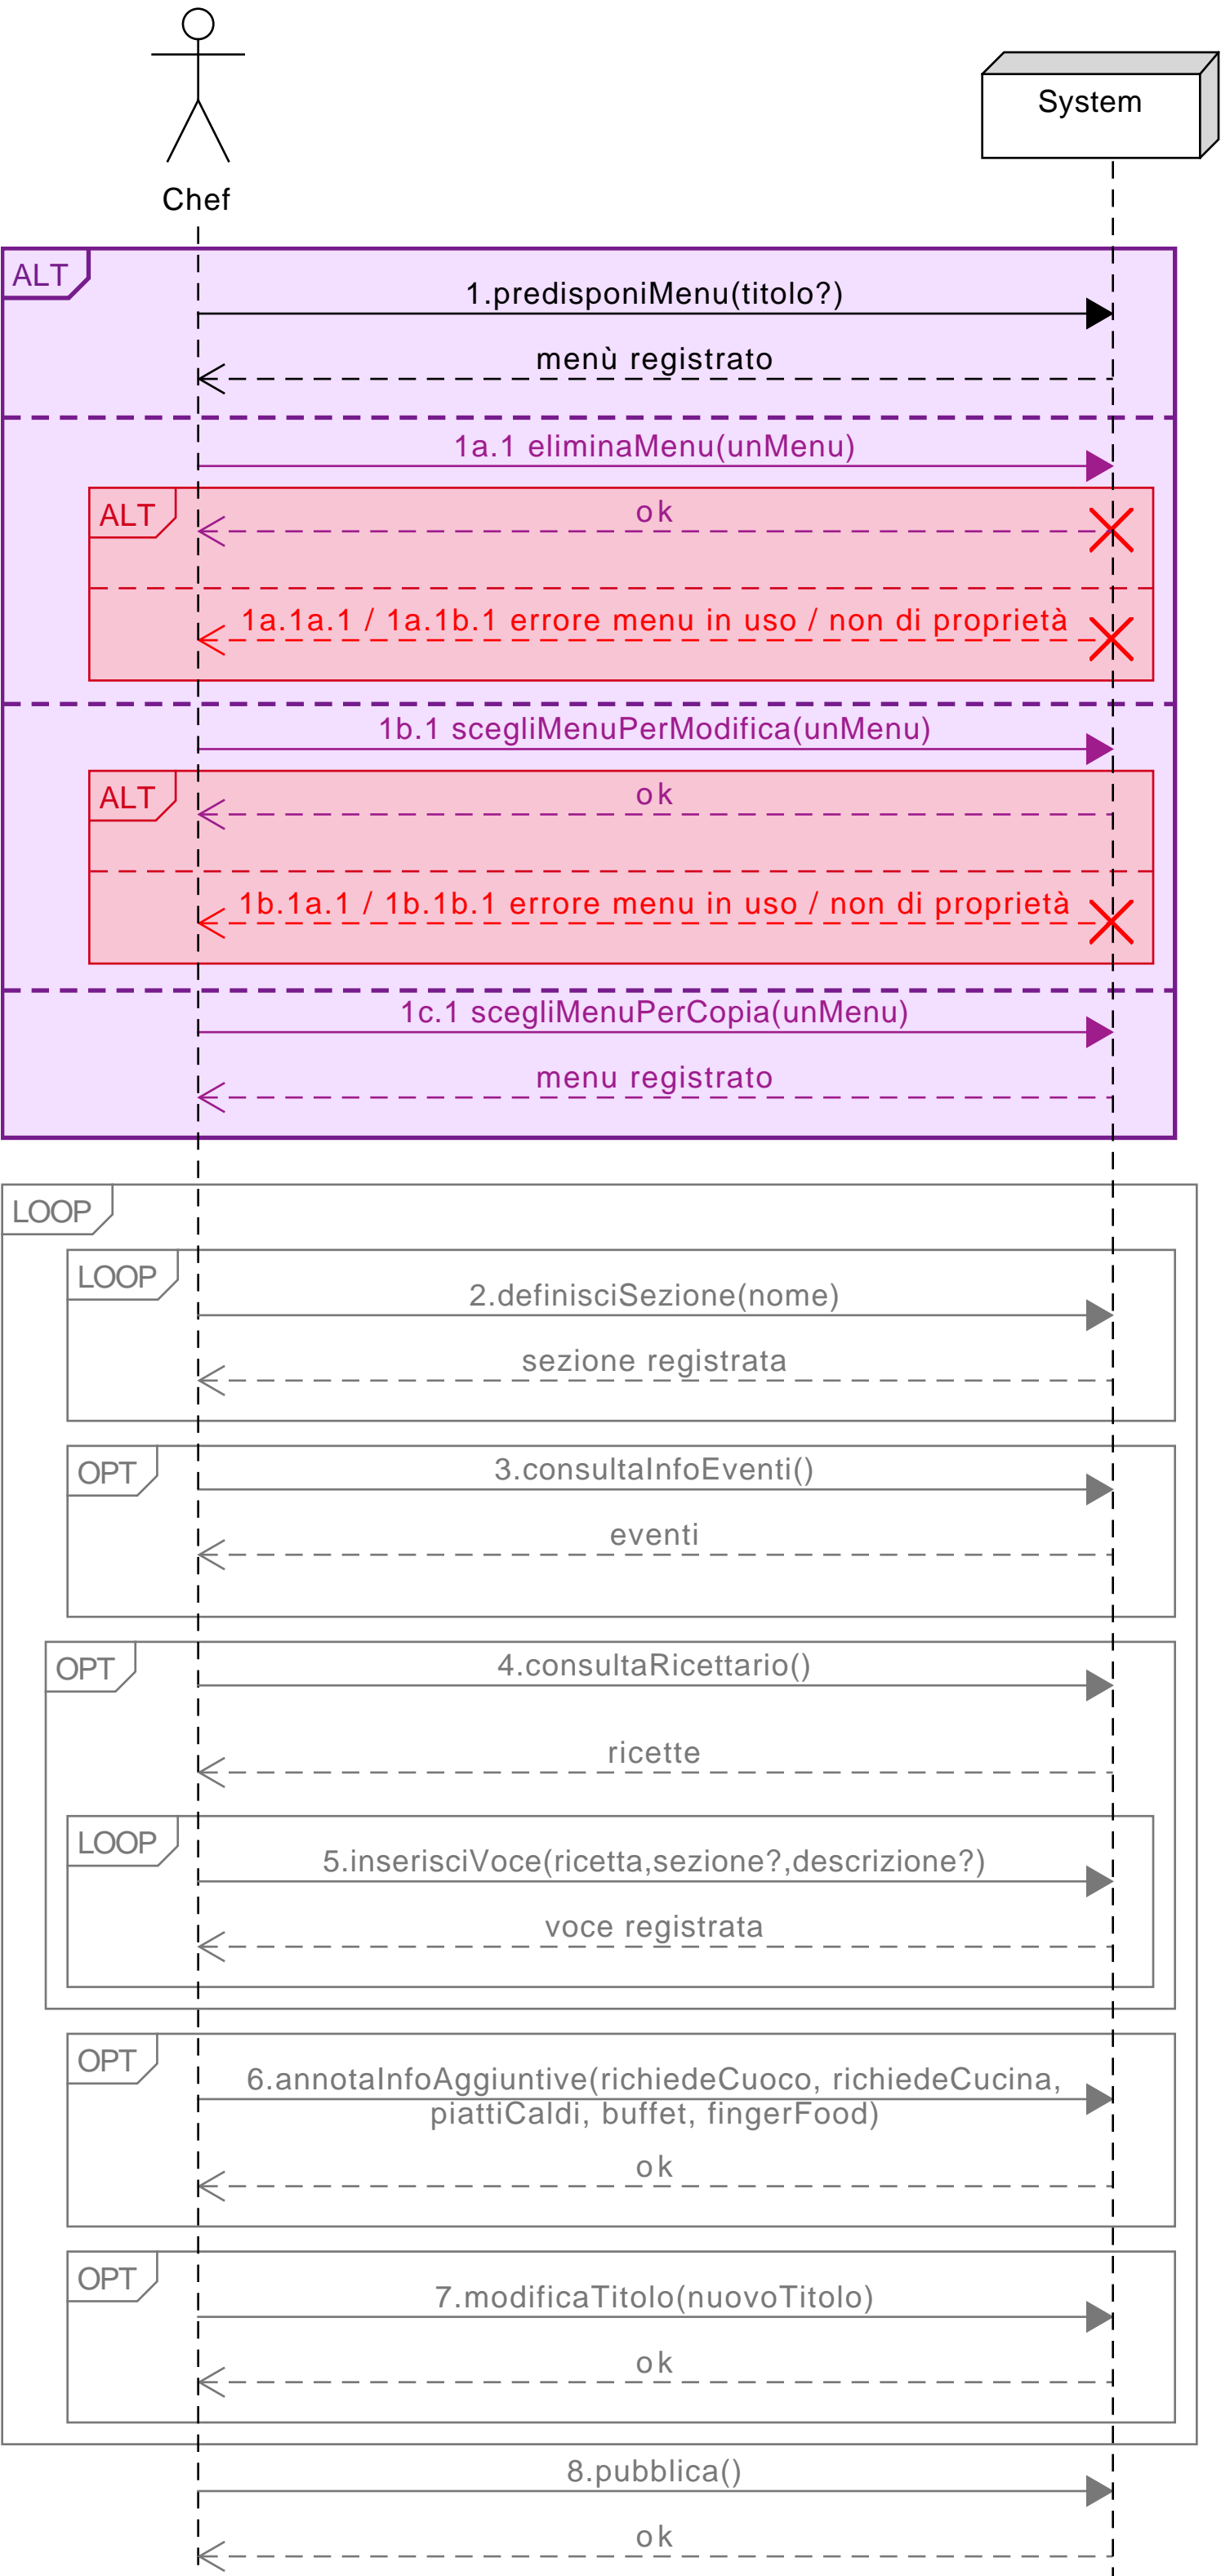 System
Chef
ALT
1.predisponiMenu(titolo?)
menù registrato
1a.1 eliminaMenu(unMenu)
ALT
ok
1a.1a.1 / 1a.1b.1 errore menu in uso / non di proprietà
1b.1 scegliMenuPerModifica(unMenu)
ALT
ok
1b.1a.1 / 1b.1b.1 errore menu in uso / non di proprietà
1c.1 scegliMenuPerCopia(unMenu)
menu registrato
LOOP
LOOP
2.definisciSezione(nome)
sezione registrata
OPT
3.consultaInfoEventi()
eventi
OPT
4.consultaRicettario()
ricette
LOOP
5.inserisciVoce(ricetta,sezione?,descrizione?)
voce registrata
OPT
6.annotaInfoAggiuntive(richiedeCuoco, richiedeCucina,
piattiCaldi, buffet, fingerFood)
ok
OPT
7.modificaTitolo(nuovoTitolo)
ok
8.pubblica()
ok